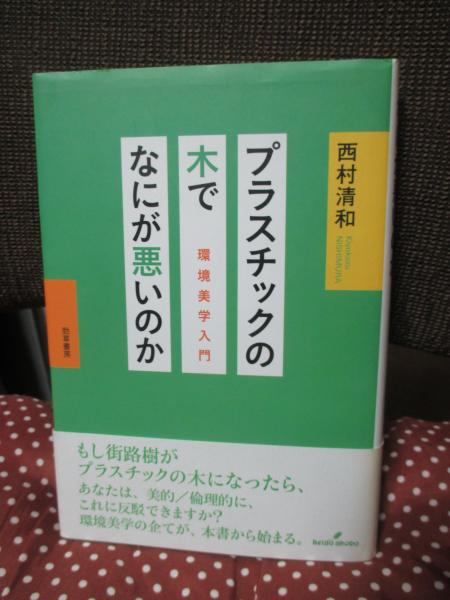 プラスチックの
木で
なにが悪いのか
環境美学入門
西村清和
Kiyokazu
NISHIMURA
勁草書房
もし街路樹が
プラスチックの木になったら、
あなたは、美的／倫理的に、
これに反駁できますか？
環境美学の企てが、本書から始まる。
keiso shobo